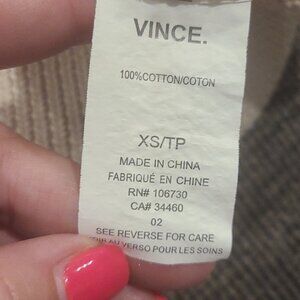 VINCE.
100%COTTON/COTON
XS/TP
MADE IN CHINA
FABRIQUÉ EN CHINE
RN# 106730
CA# 34460
02
SEE REVERSE FOR CARE
AU VERSO POUR LES SOINS